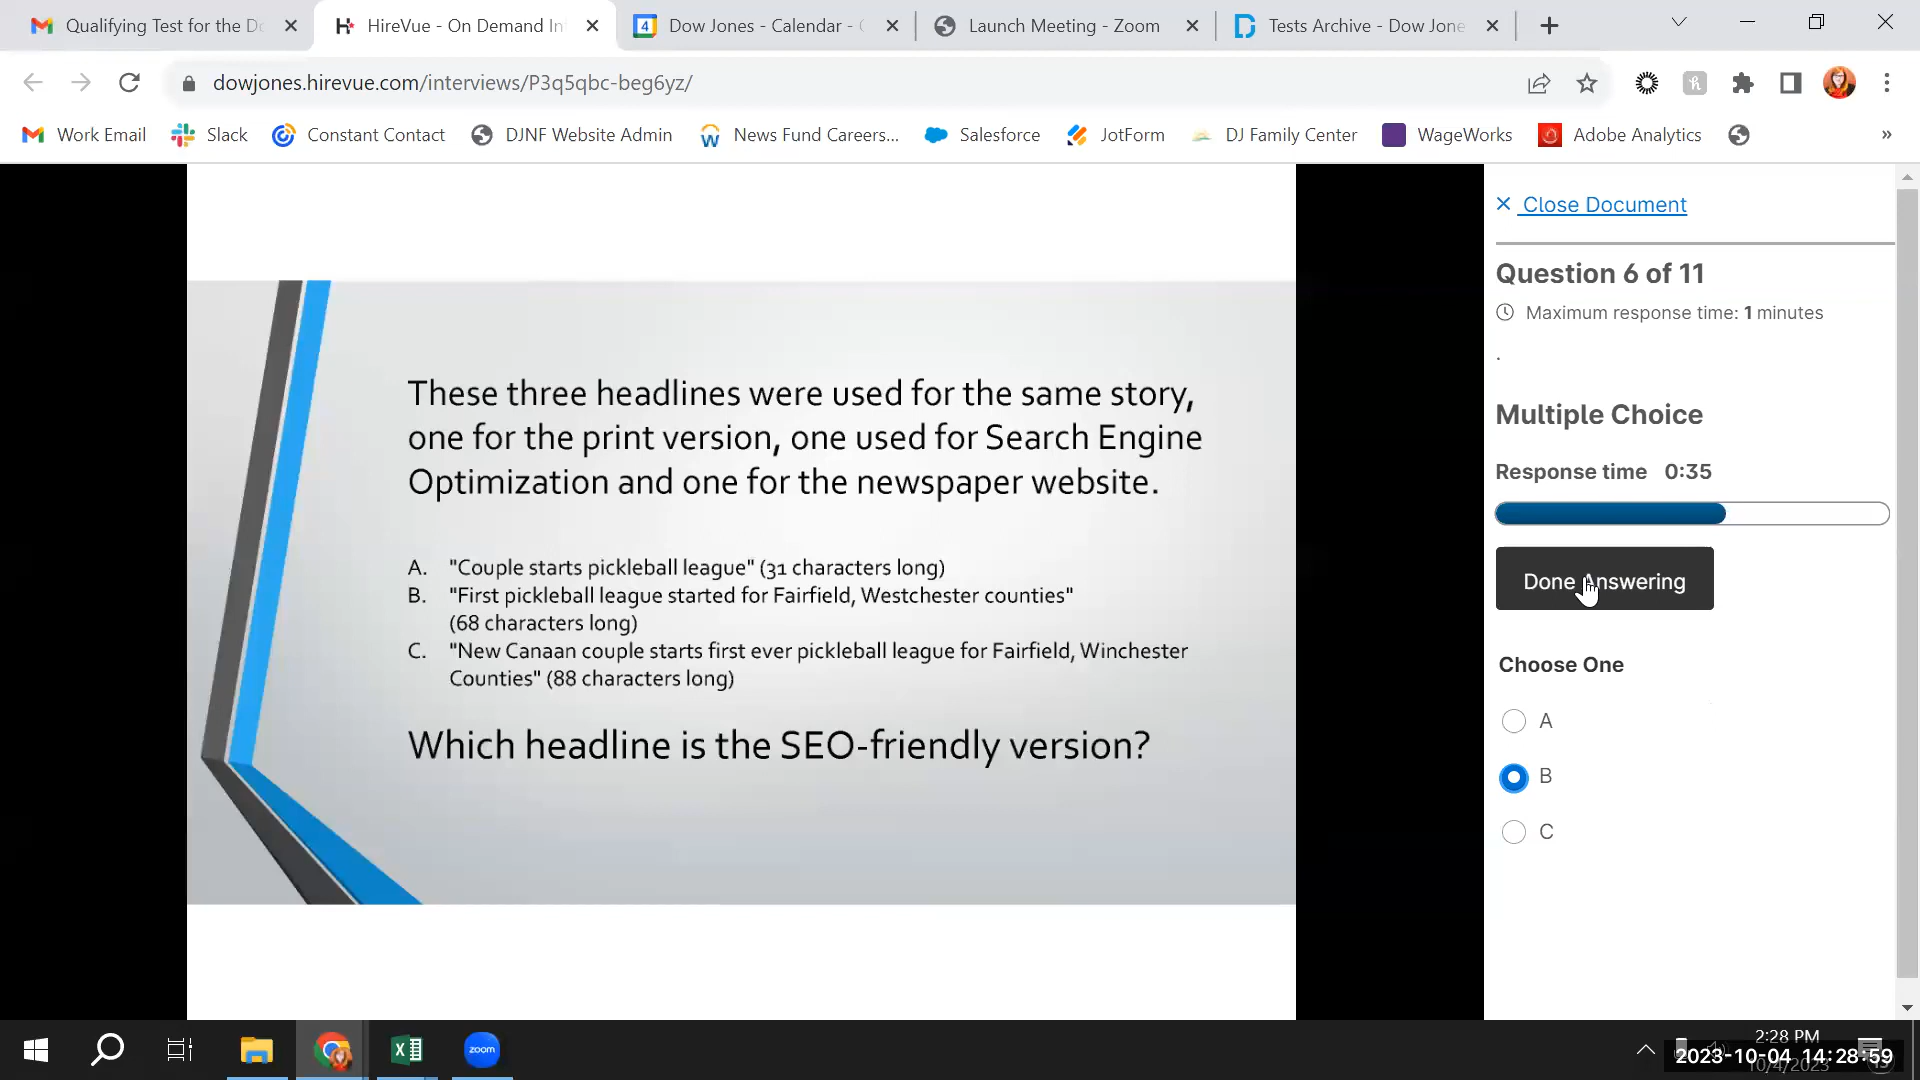 Qualifying Test for the Do
HireVue - On Demand In
4
Dow Jones - Calendar - 
Launch Meeting - Zoom
Tests Archive - Dow Jone
dowjones.hirevue.com/interviews/P3q5qbc-beg6yz/
Work Email
Slack
Constant Contact
DJNF Website Admin
News Fund Careers...
Salesforce
JotForm
DJ Family Center
WageWorks
Adobe Analytics
»
These three headlines were used for the same story,
one for the print version, one used for Search Engine
Optimization and one for the newspaper website.
A. "Couple starts pickleball league" (31 characters long)
B. "First pickleball league started for Fairfield, Westchester counties"
(68 characters long)
C. "New Canaan couple starts first ever pickleball league for Fairfield, Winchester
Counties" (88 characters long)
Which headline is the SEO-friendly version?
× Close Document
Question 6 of 11
Maximum response time: 1 minutes
.
Multiple Choice
Response time 0:35
Done Answering
Choose One
A
B
C
zoom
2:28 PM
2023-10-04 14:28:59
10/4/2023